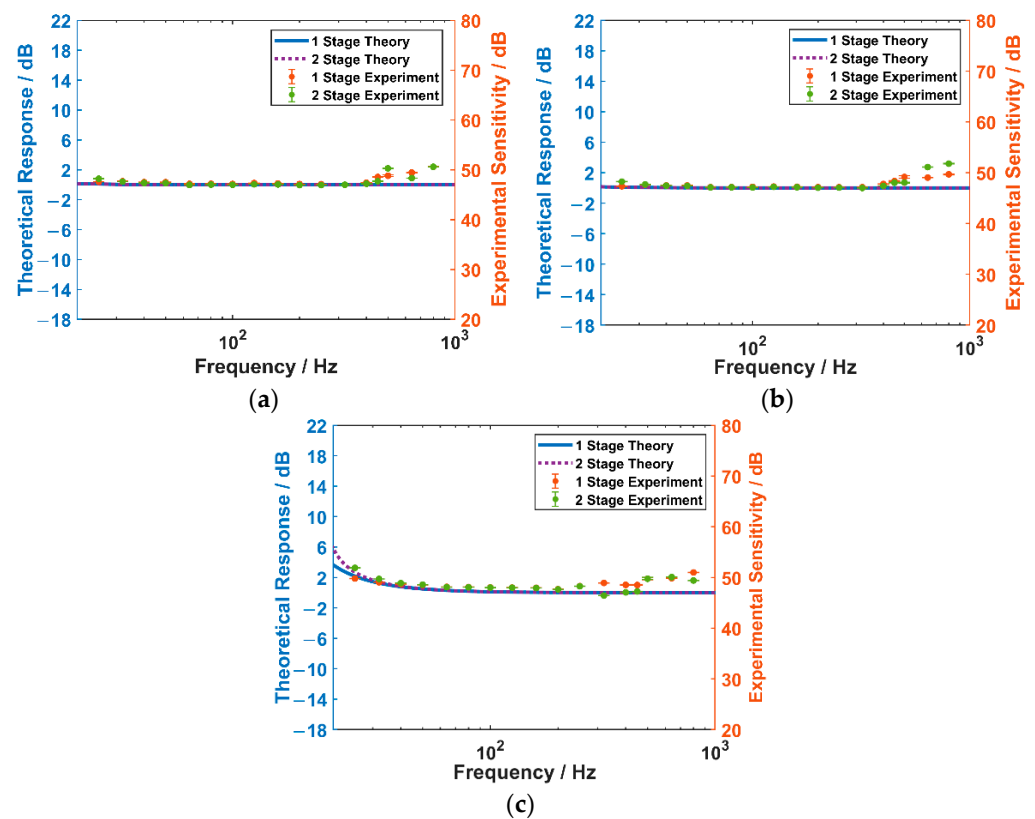 22
18
14
10
6
2
−2
−6
−10
−14
−18
Theoretical Response / dB
1 Stage Theory
2 Stage Theory
1 Stage Experiment
2 Stage Experiment
80
70
60
50
40
30
20
Experimental Sensitivity / dB
10²
10³
Frequency / Hz
(a)
22
18
14
10
6
2
−2
−6
−10
−14
−18
Theoretical Response / dB
1 Stage Theory
2 Stage Theory
1 Stage Experiment
2 Stage Experiment
80
70
60
50
40
30
20
Experimental Sensitivity / dB
10²
10³
Frequency / Hz
(b)
22
18
14
10
6
2
−2
−6
−10
−14
−18
Theoretical Response / dB
1 Stage Theory
2 Stage Theory
1 Stage Experiment
2 Stage Experiment
80
70
60
50
40
30
20
Experimental Sensitivity / dB
10²
10³
Frequency / Hz
(c)